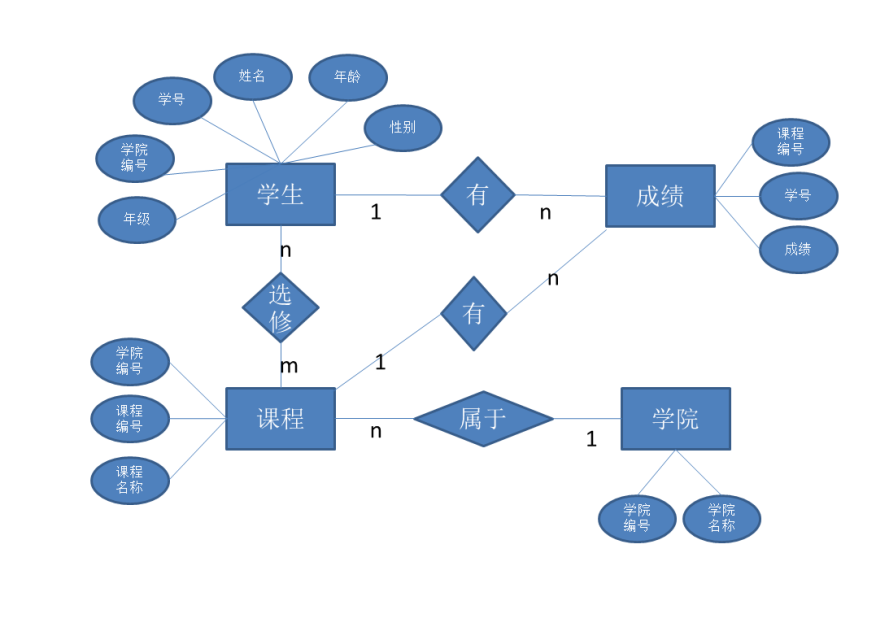 姓名
年龄
学号
性别
学院
编号
年级
学生
1
有
n
成绩
课程
编号
学号
成绩
n
选
修
m
有
1
n
学院
编号
课程
编号
课程
名称
课程
n
属于
1
学院
学院
编号
学院
名称